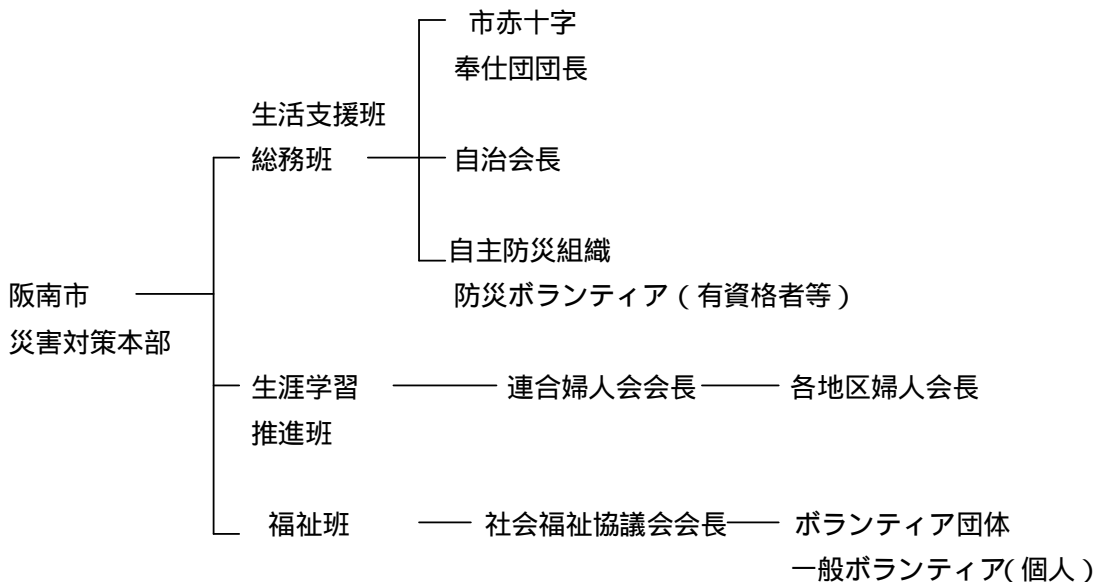 市赤十字
奉仕団団長
生活支援班
総務班
自治会長
自主防災組織
防災ボランティア（有資格者等）
阪南市
災害対策本部
生涯学習
推進班
連合婦人会会長
各地区婦人会長
福祉班
社会福祉協議会会長
ボランティア団体
一般ボランティア（個人）